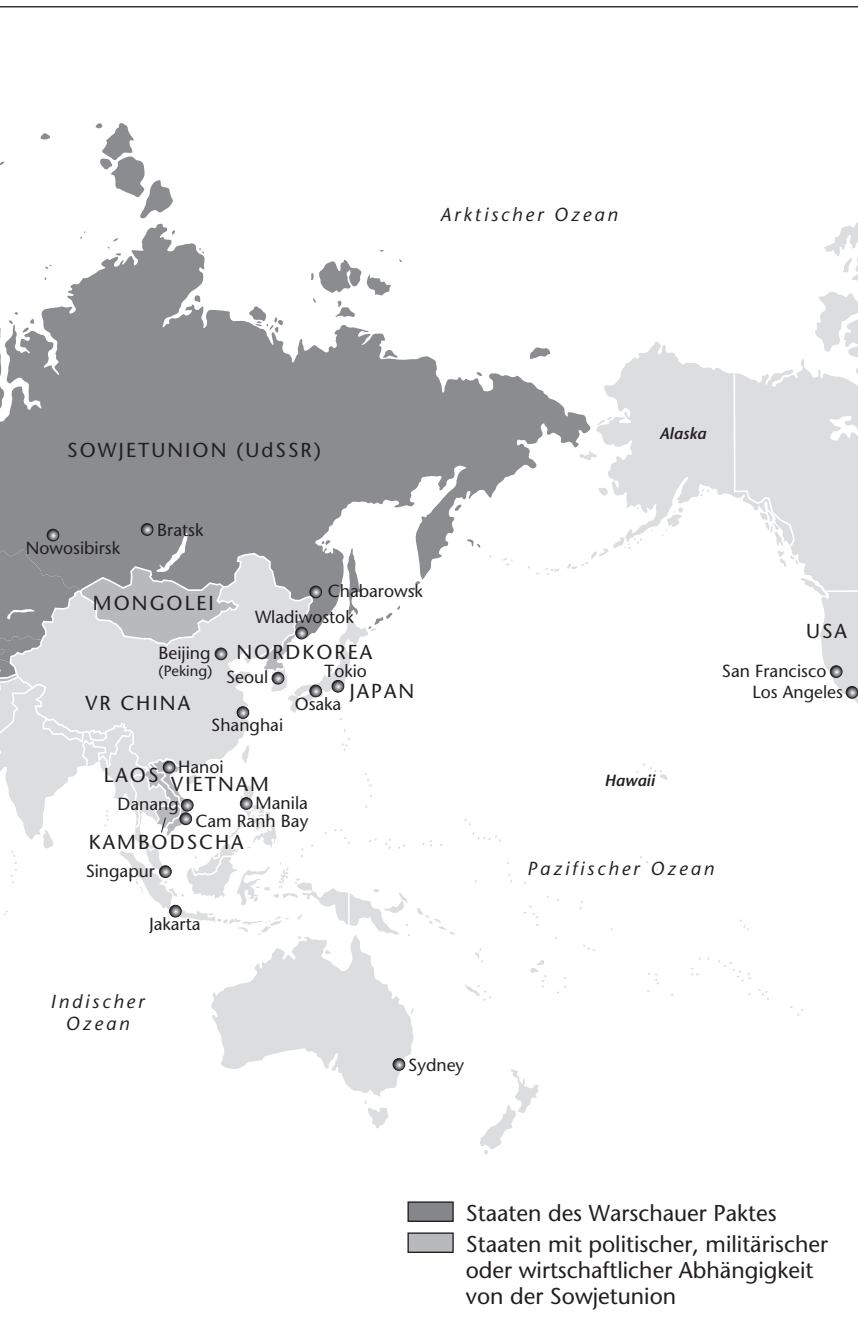 Arktischer Ozean
Alaska
SOWJETUNION (UdSSR)
Bratsk
Nowosibirsk
Chabarowsk
MONGOLEI
Wladiwostok
USA
Beijing
(Peking)
NORDKOREA
Seoul
Tokio
San Francisco
JAPAN
Los Angeles
VR CHINA
Osaka
Shanghai
Hanoi
LAOS
VIETNAM
Hawaii
Danang
Manila
Cam Ranh Bay
KAMBODSCHA
Singapur
Pazifischer Ozean
Jakarta
Indischer
Ozean
Sydney
Staaten des Warschauer Paktes
Staaten mit politischer, militärischer
oder wirtschaftlicher Abhängigkeit
von der Sowjetunion